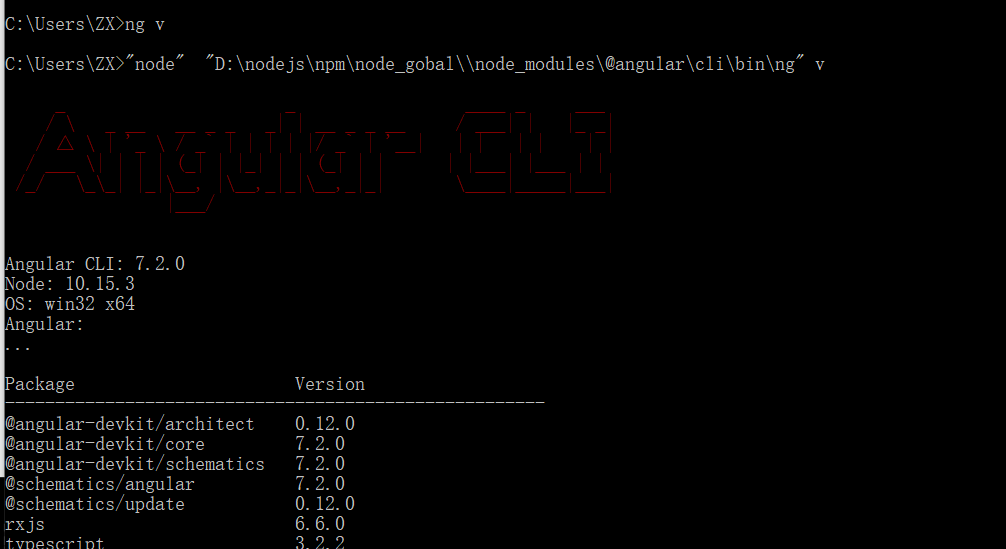 C:\Users\ZX>ng v
C:\Users\ZX>"node"  "D:\nodejs\npm\node_gobal\\node_modules\@angular\cli\bin\ng" v
Angular CLI
Angular CLI: 7.2.0
Node: 10.15.3
OS: win32 x64
Angular:
...
Package Version
------------------------------------------------------
@angular-devkit/architect 0.12.0
@angular-devkit/core 7.2.0
@angular-devkit/schematics 7.2.0
@schematics/angular 7.2.0
@schematics/update 0.12.0
rxjs 6.6.0
typescript 3.2.2